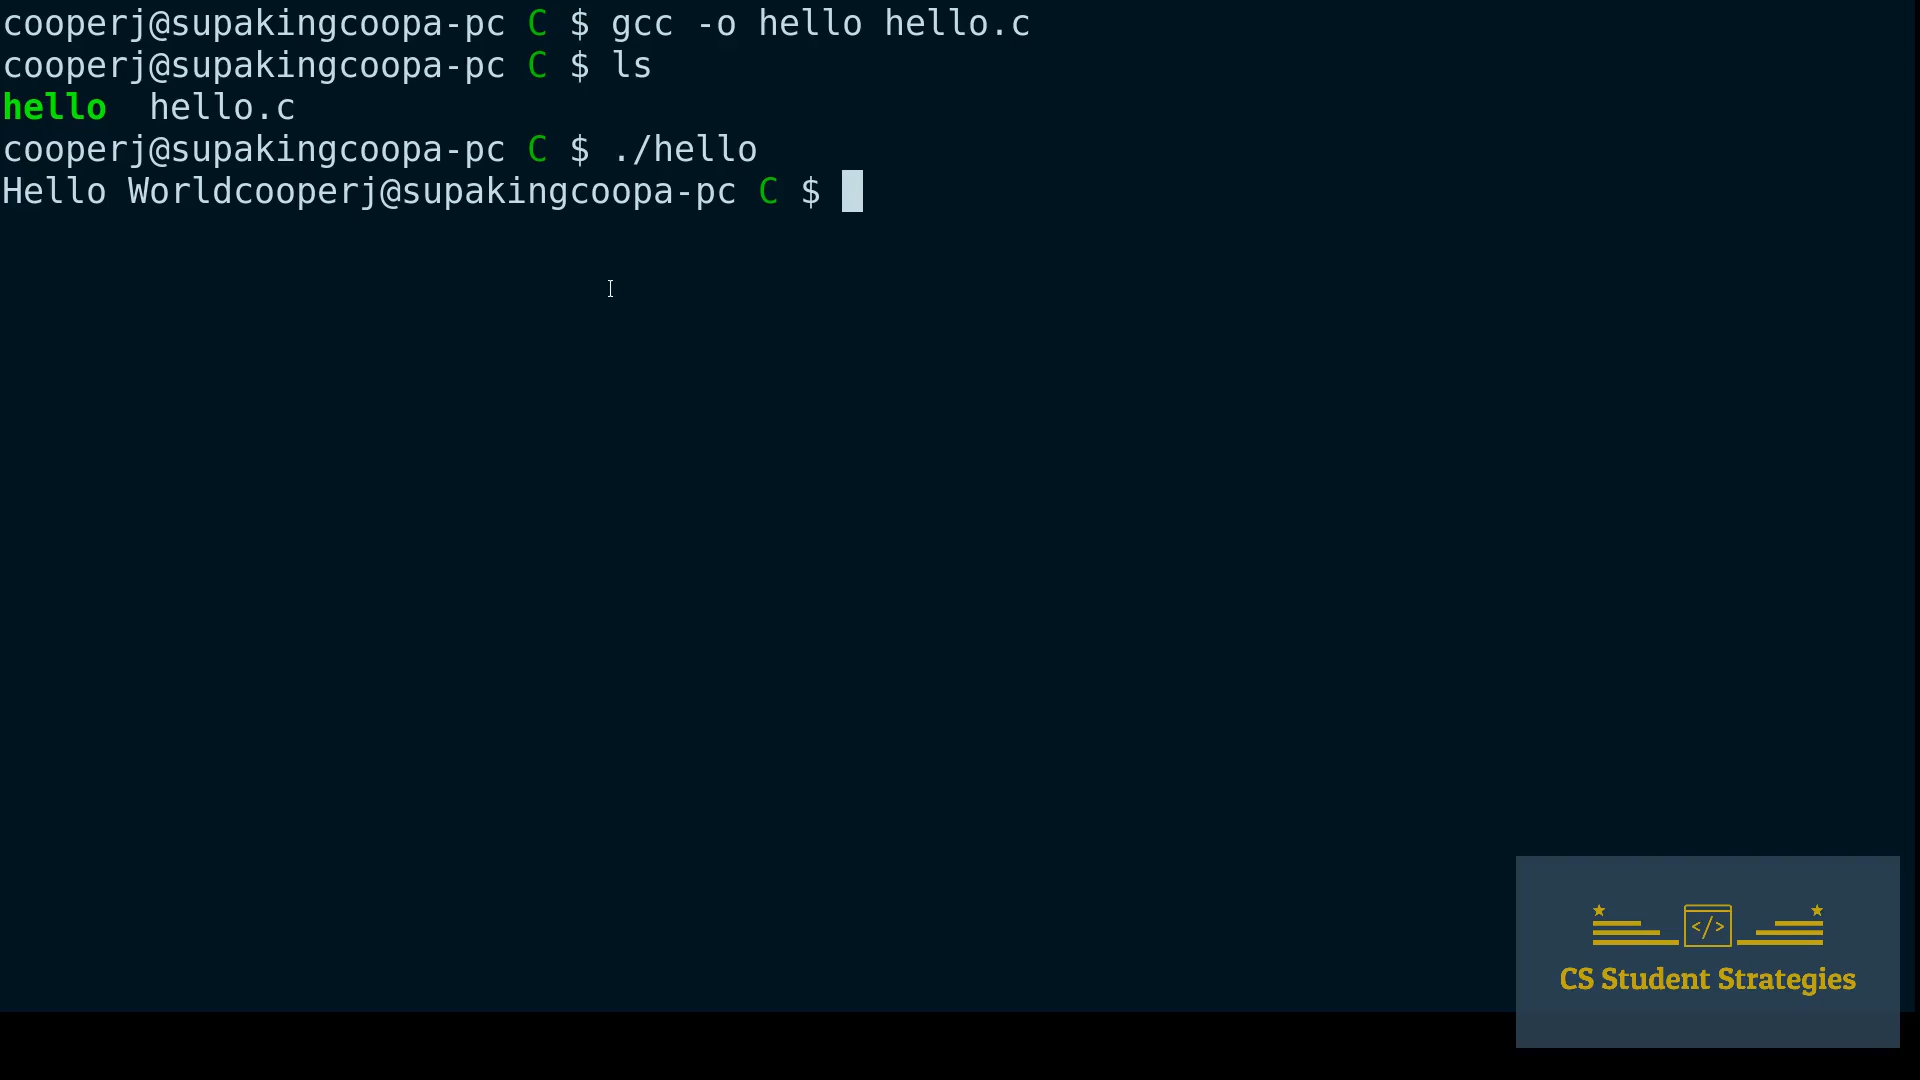 cooperj@supakingcoopa-pc C $ gcc -o hello hello.c
cooperj@supakingcoopa-pc C $ ls
hello  hello.c
cooperj@supakingcoopa-pc C $ ./hello
Hello Worldcooperj@supakingcoopa-pc C $
</>
CS Student Strategies